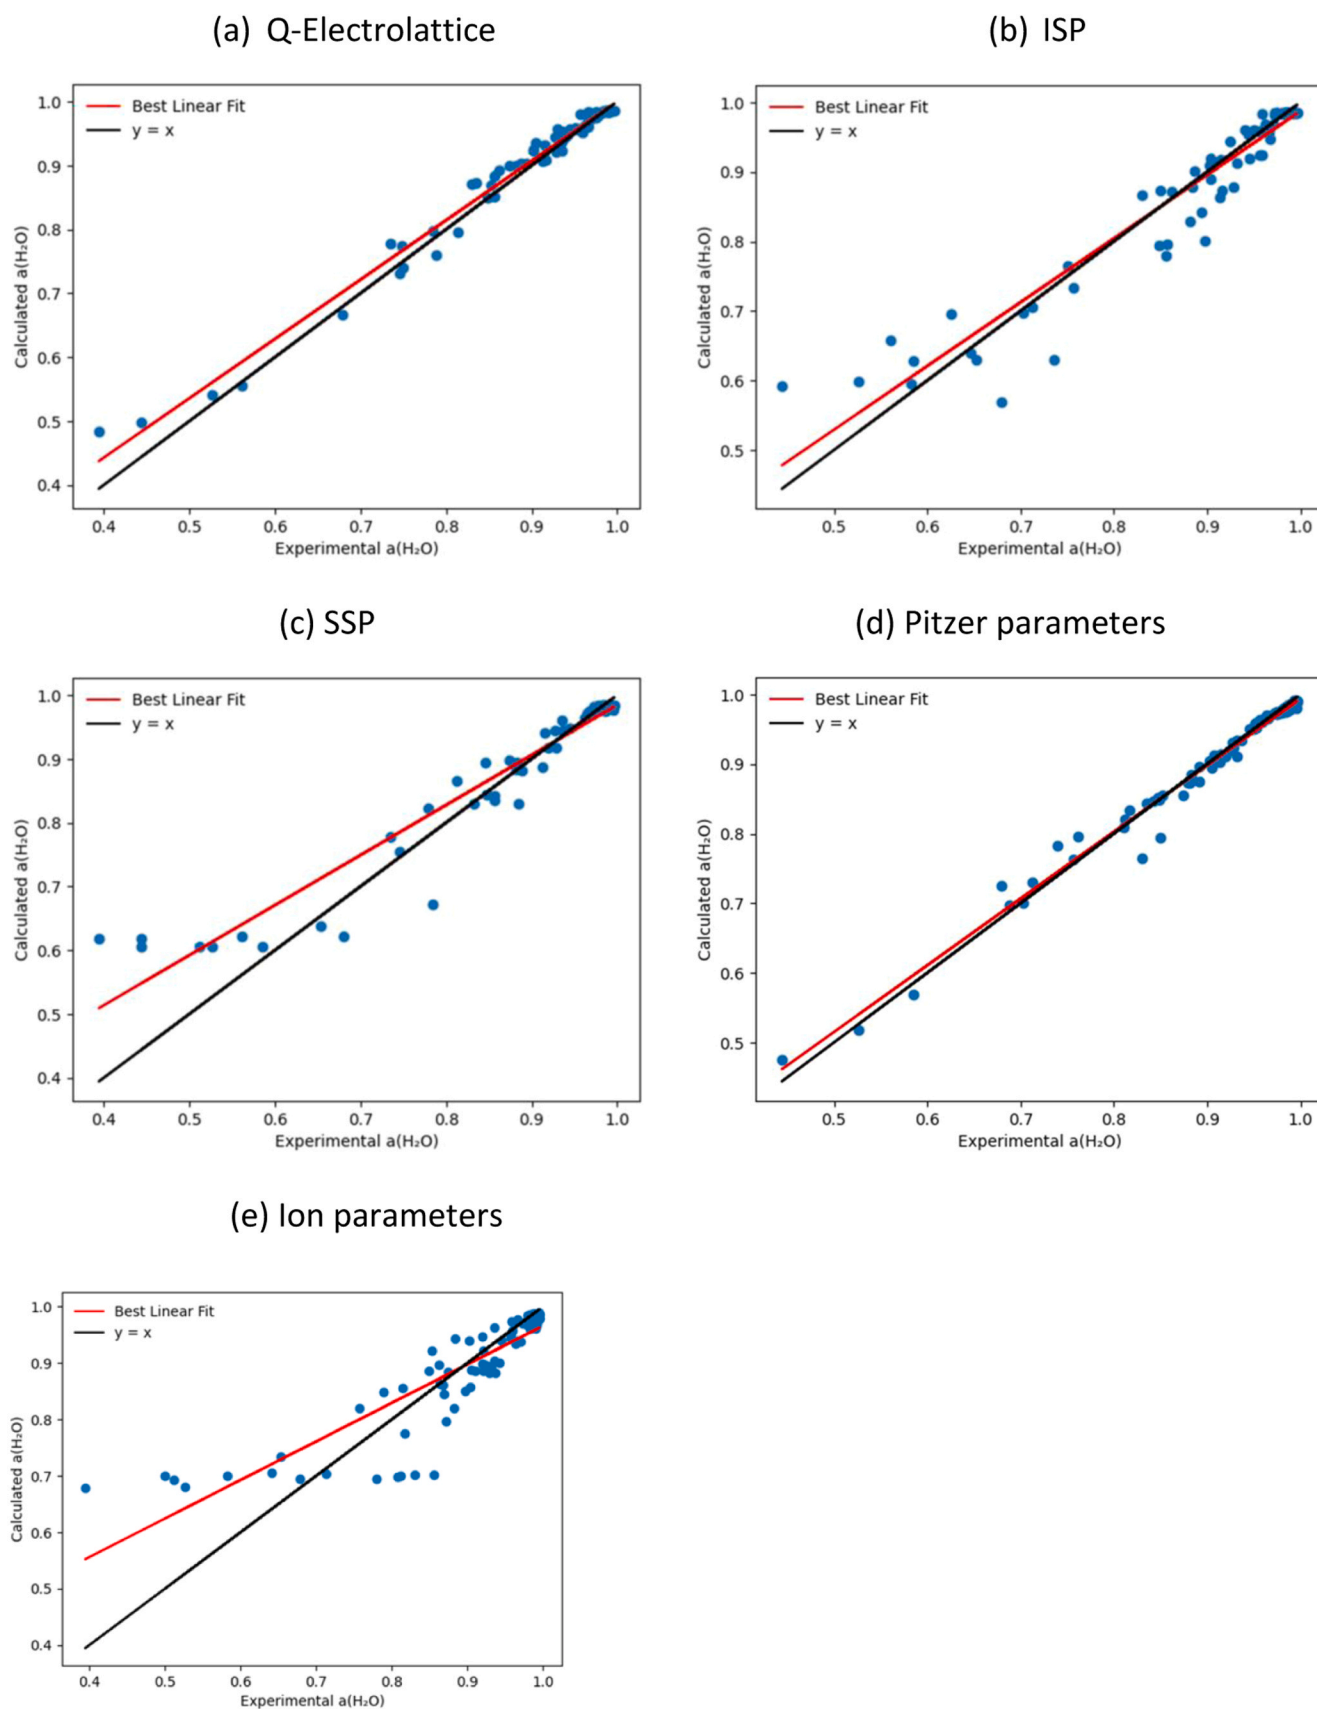 (a) Q-Electrolattice
(b) ISP
Best Linear Fit
y = x
1.0
0.9
0.8
0.7
0.6
0.5
0.4
Calculated a(H₂O)
0.4 0.5 0.6 0.7 0.8 0.9 1.0
Experimental a(H₂O)
Best Linear Fit
y = x
1.0
0.9
0.8
0.7
0.6
0.5
Calculated a(H₂O)
0.5 0.6 0.7 0.8 0.9 1.0
Experimental a(H₂O)
(c) SSP
(d) Pitzer parameters
Best Linear Fit
y = x
1.0
0.9
0.8
0.7
0.6
0.5
0.4
Calculated a(H₂O)
0.4 0.5 0.6 0.7 0.8 0.9 1.0
Experimental a(H₂O)
Best Linear Fit
y = x
1.0
0.9
0.8
0.7
0.6
0.5
Calculated a(H₂O)
0.5 0.6 0.7 0.8 0.9 1.0
Experimental a(H₂O)
(e) Ion parameters
Best Linear Fit
y = x
1.0
0.9
0.8
0.7
0.6
0.5
0.4
Calculated a(H₂O)
0.4 0.5 0.6 0.7 0.8 0.9 1.0
Experimental a(H₂O)